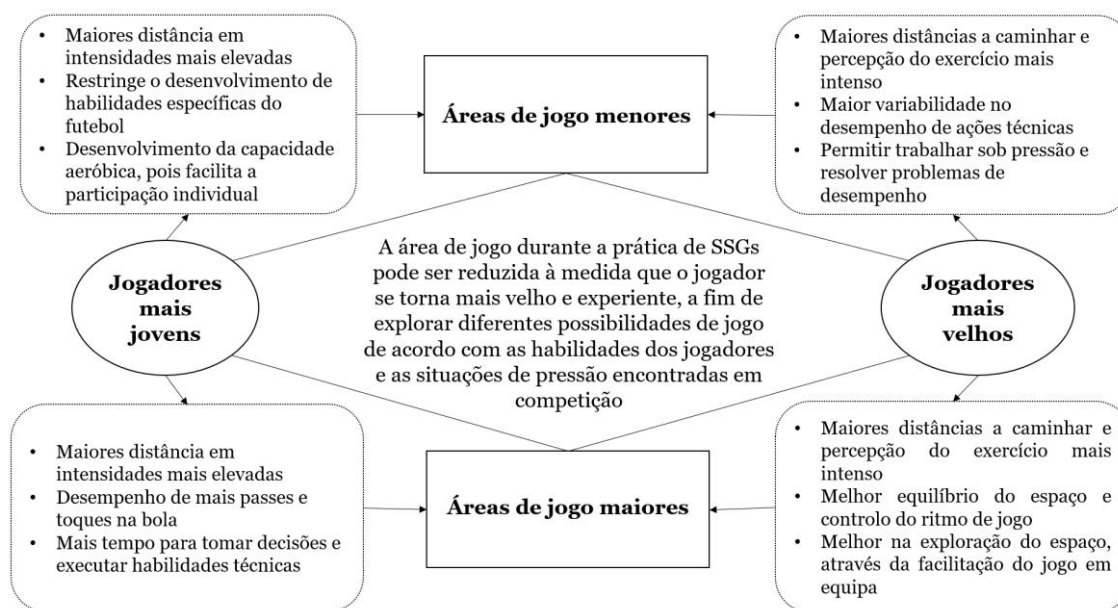 • Maiores distância em
intensidades mais elevadas
• Restringe o desenvolvimento de
habilidades específicas do
futebol
• Desenvolvimento da capacidade
aeróbica, pois facilita a
participação individual
Áreas de jogo menores
• Maiores distâncias a caminhar e
percepção do exercício mais
intenso
• Maior variabilidade no
desempenho de ações técnicas
• Permitir trabalhar sob pressão e
resolver problemas de
desempenho
Jogadores
mais
jovens
A área de jogo durante a prática de SSGs
pode ser reduzida à medida que o jogador
se torna mais velho e experiente, a fim de
explorar diferentes possibilidades de jogo
de acordo com as habilidades dos jogadores
e as situações de pressão encontradas em
competição
Jogadores
mais
velhos
• Maiores distância em
intensidades mais elevadas
• Desempenho de mais passes e
toques na bola
• Mais tempo para tomar decisões e
executar habilidades técnicas
Áreas de jogo maiores
• Maiores distâncias a caminhar e
percepção do exercício mais
intenso
• Melhor equilíbrio do espaço e
controlo do ritmo de jogo
• Melhor na exploração do espaço,
através da facilitação do jogo em
equipa